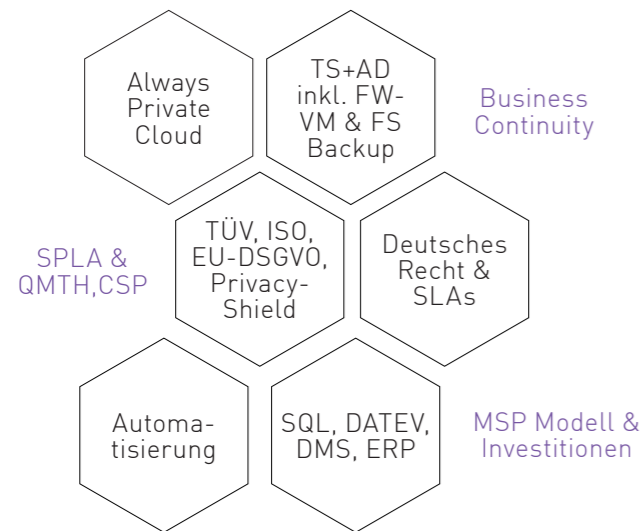 Always
Private
Cloud
TS+AD
inkl. FW-
VM & FS
Backup
Business
Continuity
SPLA &
QMTH,CSP
TÜV, ISO,
EU-DSGVO,
Privacy-
Shield
Deutsches
Recht &
SLAs
Automa-
tisierung
SQL, DATEV,
DMS, ERP
MSP Modell &
Investitionen